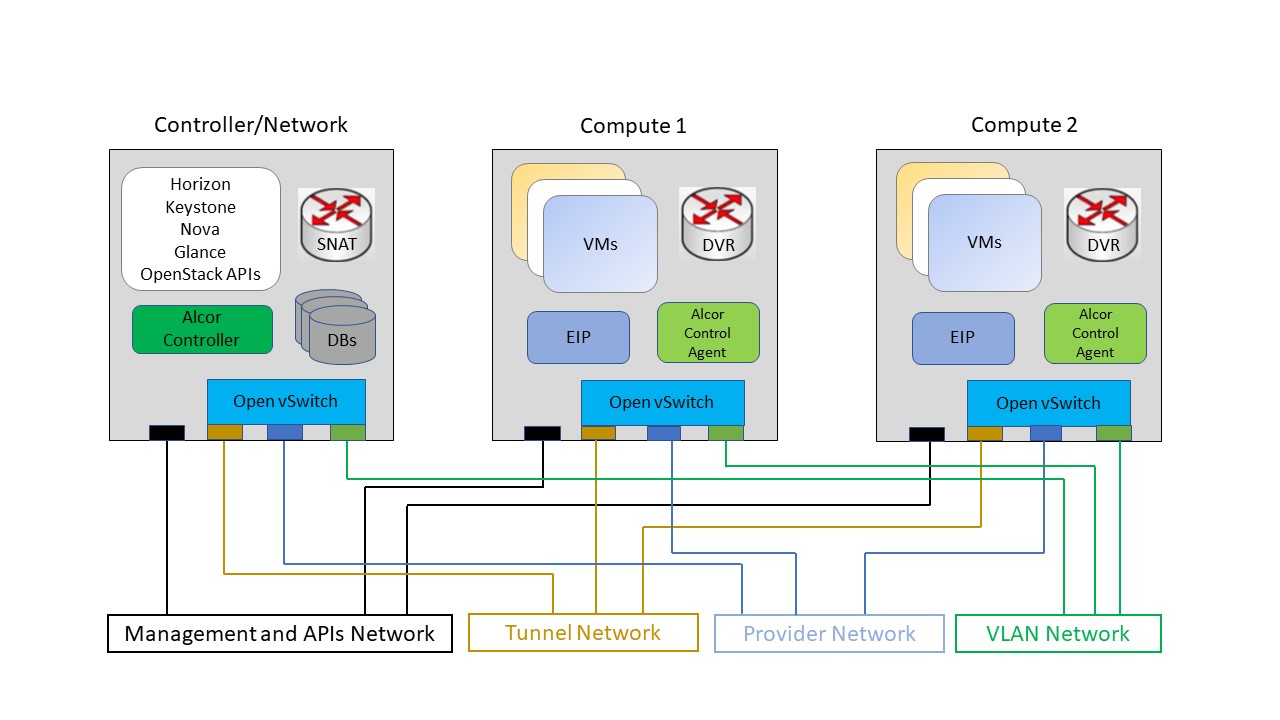 Controller/Network
Horizon
Keystone
Nova
Glance
OpenStack APIs
SNAT
Alcor
Controller
DBs
Open vSwitch
Compute 1
VMs
DVR
EIP
Alcor
Control
Agent
Open vSwitch
Compute 2
VMs
DVR
EIP
Alcor
Control
Agent
Open vSwitch
Management and APIs Network
Tunnel Network
Provider Network
VLAN Network